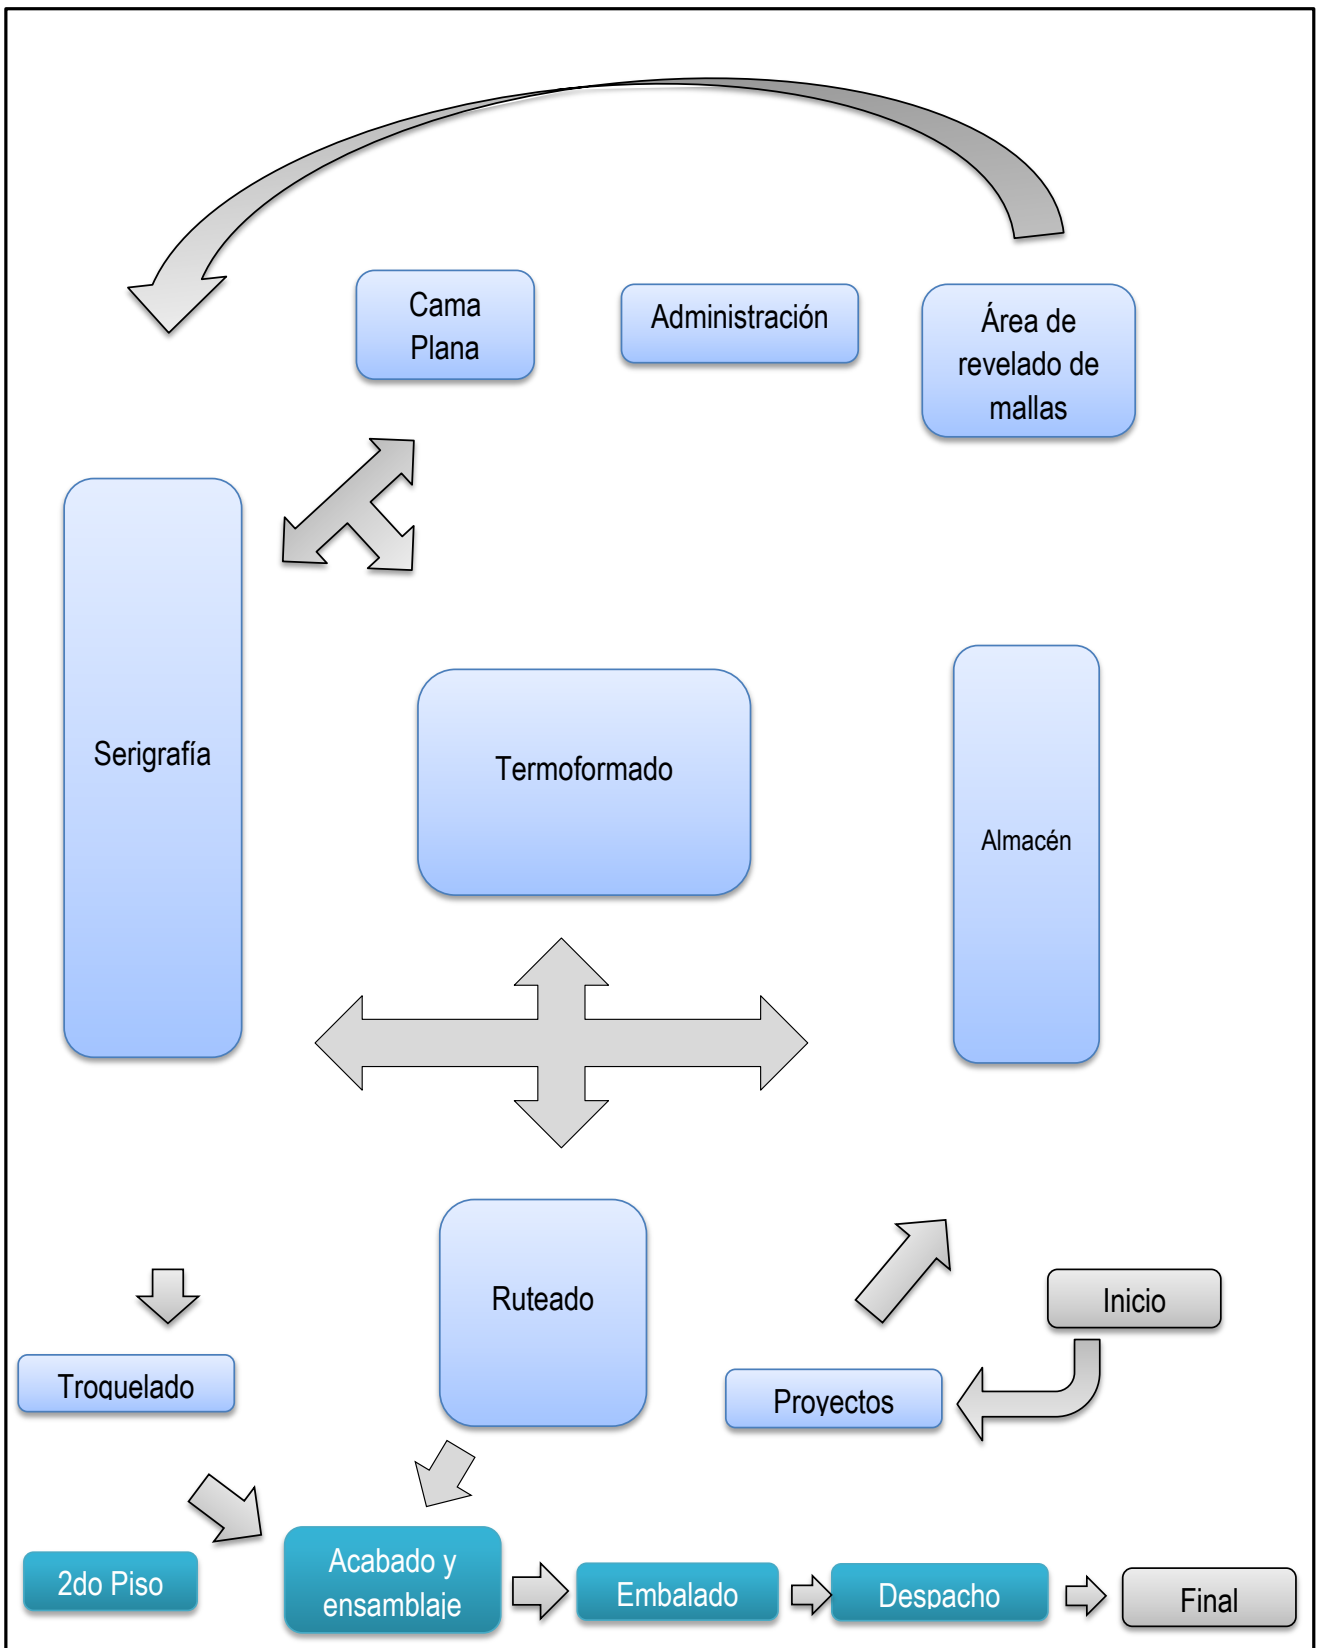 Cama
Plana
Administración
Área de
revelado de
mallas
Serigrafía
Termoformado
Almacén
Ruteado
Inicio
Troquelado
Proyectos
2do Piso
Acabado y
ensamblaje
Embalado
Despacho
Final